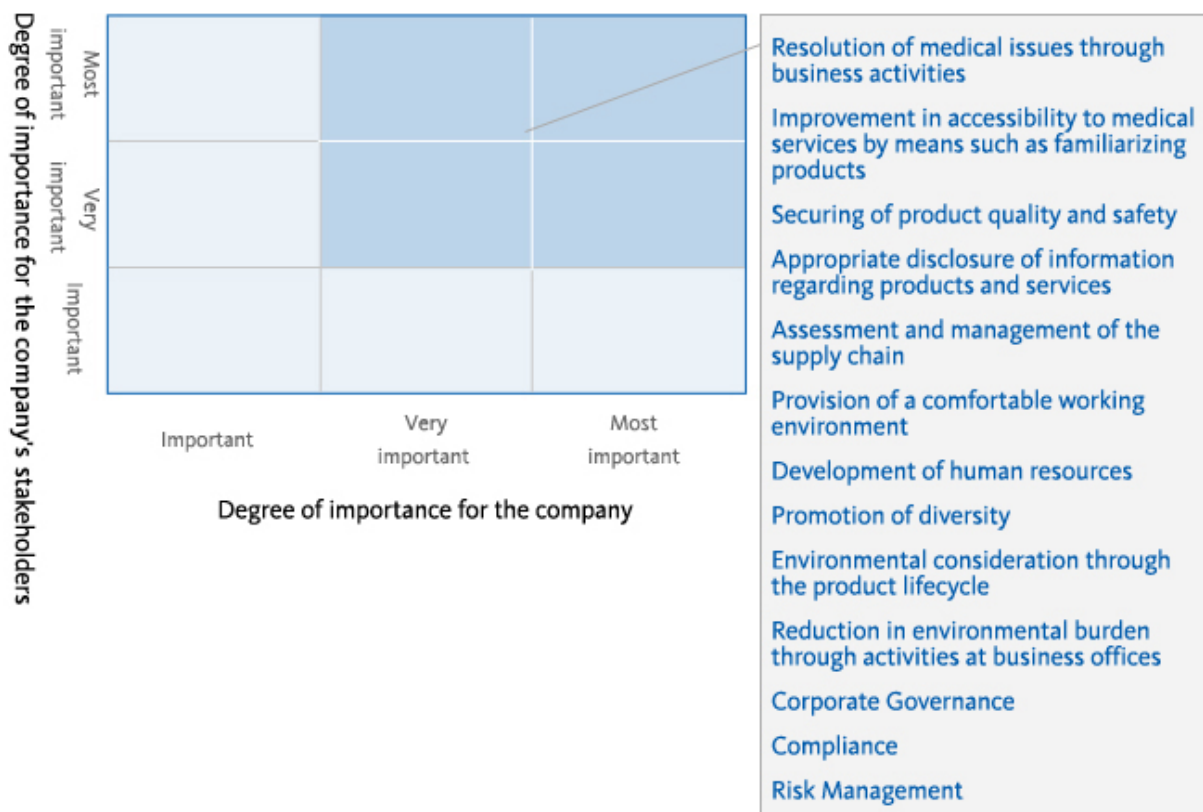 Degree of importance for the company's stakeholders
Most
important
Very
important
Important
Important
Very
important
Most
important
Degree of importance for the company
Resolution of medical issues through
business activities
Improvement in accessibility to medical
services by means such as familiarizing
products
Securing of product quality and safety
Appropriate disclosure of information
regarding products and services
Assessment and management of the
supply chain
Provision of a comfortable working
environment
Development of human resources
Promotion of diversity
Environmental consideration through
the product lifecycle
Reduction in environmental burden
through activities at business offices
Corporate Governance
Compliance
Risk Management